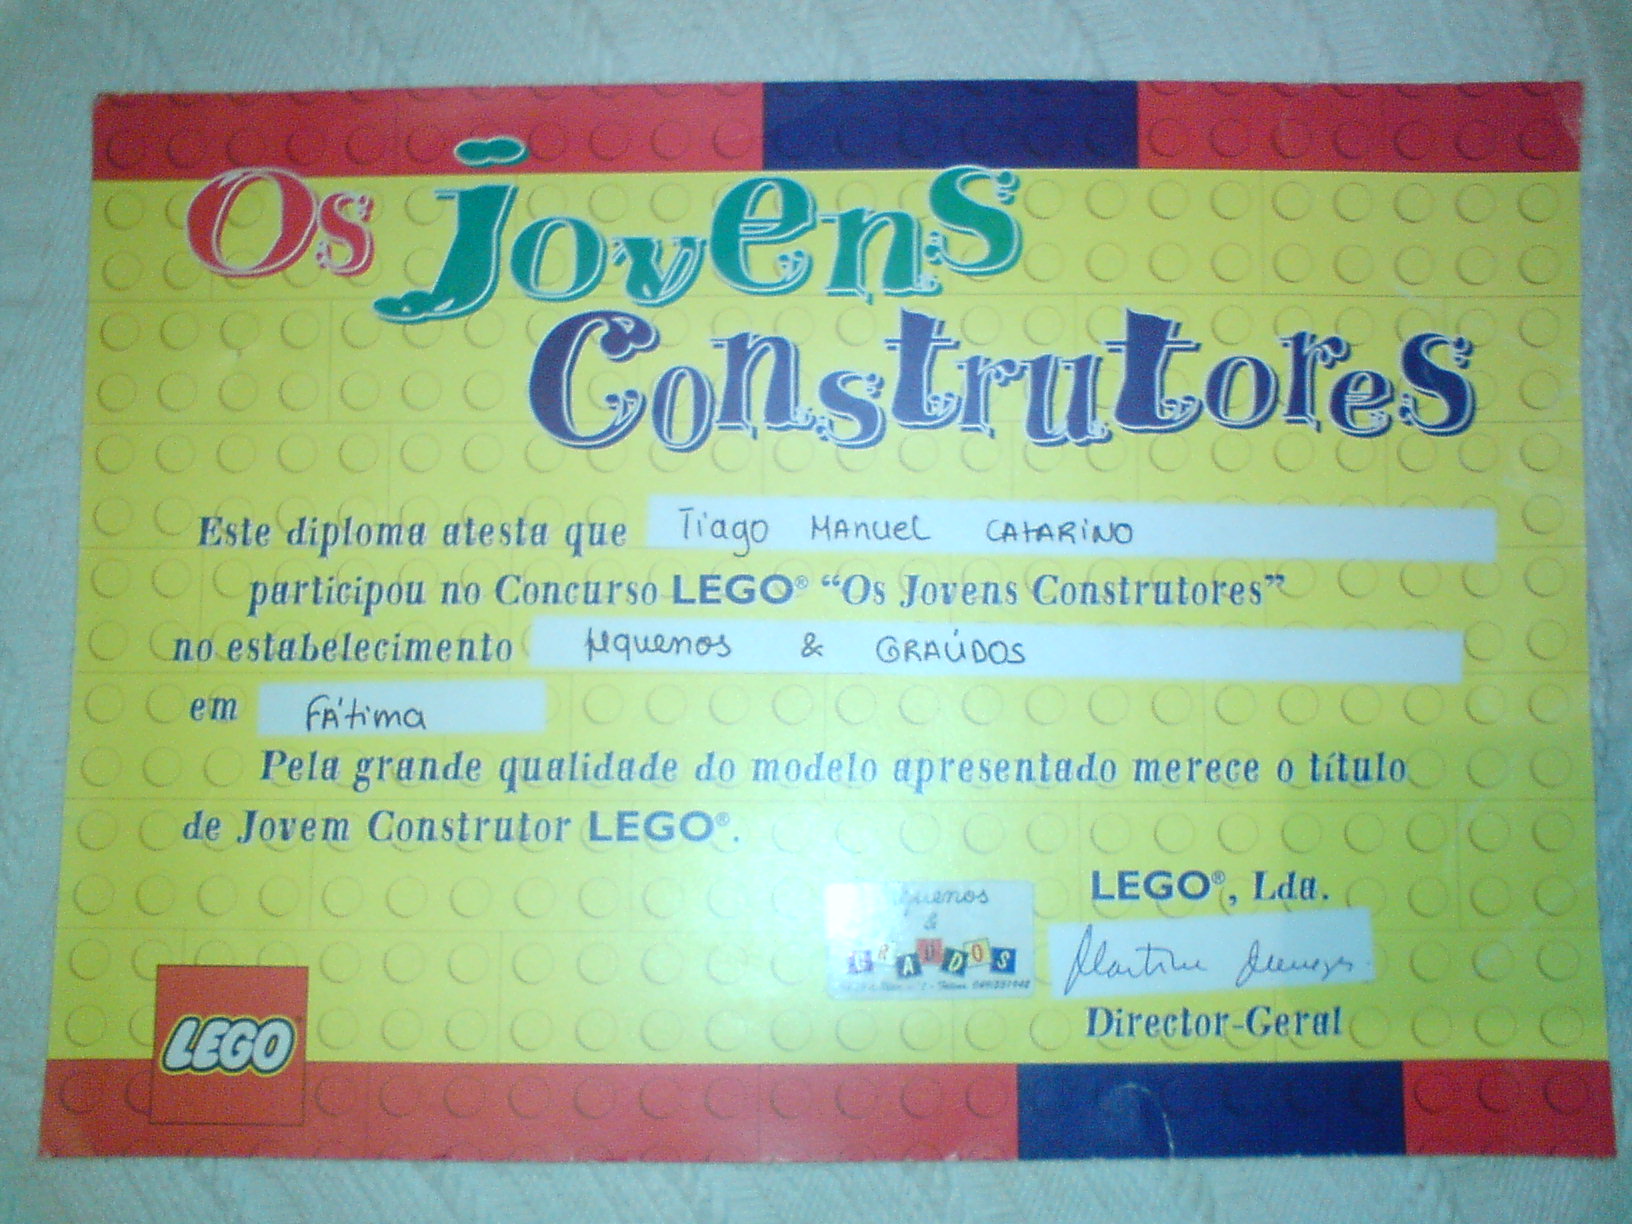 Os Jovens
Construtores
Este diploma atesta que Tiago Manuel CATARINO
participou no Concurso LEGO® “Os Jovens Construtores”
no estabelecimento Pequenos & GRAÚDOS
em FÁtima
Pela grande qualidade do modelo apresentado merece o título
de Jovem Construtor LEGO®.
LEGO®, Lda.
&
GRAÚDOS
Director-Geral
LEGO